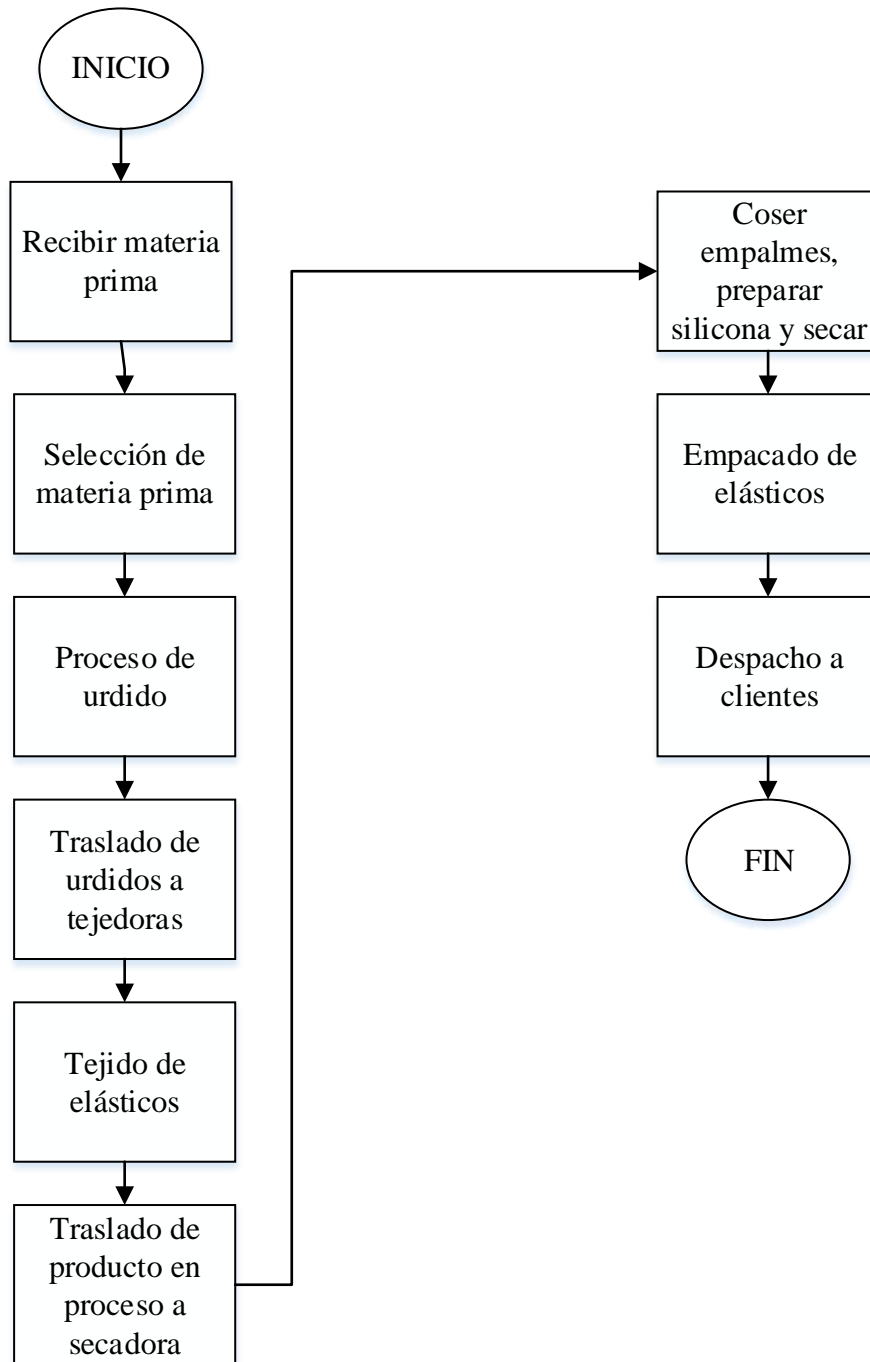 INICIO
Recibir materia
prima
Selección de
materia prima
Proceso de
urdido
Traslado de
urdidos a
tejedoras
Tejido de
elásticos
Traslado de
producto en
proceso a
secadora
Coser
empalmes,
preparar
silicona y secar
Empacado de
elásticos
Despacho a
clientes
FIN